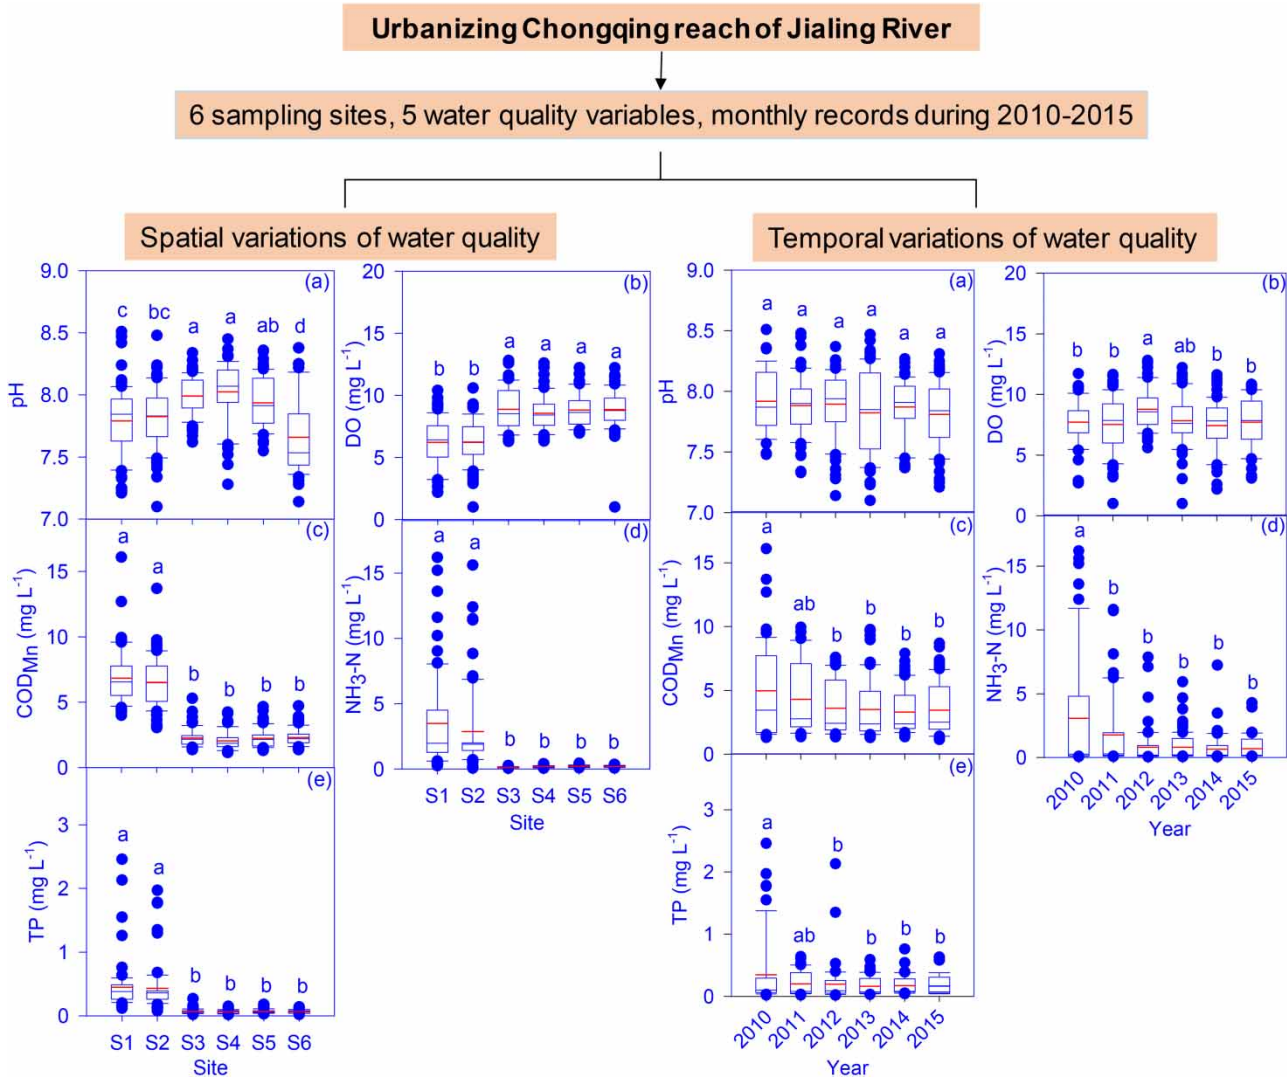 Urbanizing Chongqing reach of Jialing River
6 sampling sites, 5 water quality variables, monthly records during 2010-2015
Spatial variations of water quality
Temporal variations of water quality
(a)
pH
9.0
8.5
8.0
7.5
7.0
c bc a a ab d
(b)
DO (mg L⁻¹)
20
15
10
5
0
b b a a a a
(c)
COD_Mn (mg L⁻¹)
15
10
5
0
a a b b b b
(d)
NH₃-N (mg L⁻¹)
15
10
5
0
a a b b b b
S1 S2 S3 S4 S5 S6
Site
(e)
TP (mg L⁻¹)
3
2
1
0
a a b b b b
S1 S2 S3 S4 S5 S6
Site
(a)
pH
9.0
8.5
8.0
7.5
7.0
a a a a a a
(b)
DO (mg L⁻¹)
20
15
10
5
0
b b a ab b b
(c)
COD_Mn (mg L⁻¹)
15
10
5
0
a ab b b b b
(d)
NH₃-N (mg L⁻¹)
15
10
5
0
a b b b b b
2010 2011 2012 2013 2014 2015
Year
(e)
TP (mg L⁻¹)
3
2
1
0
a ab b b b b
2010 2011 2012 2013 2014 2015
Year